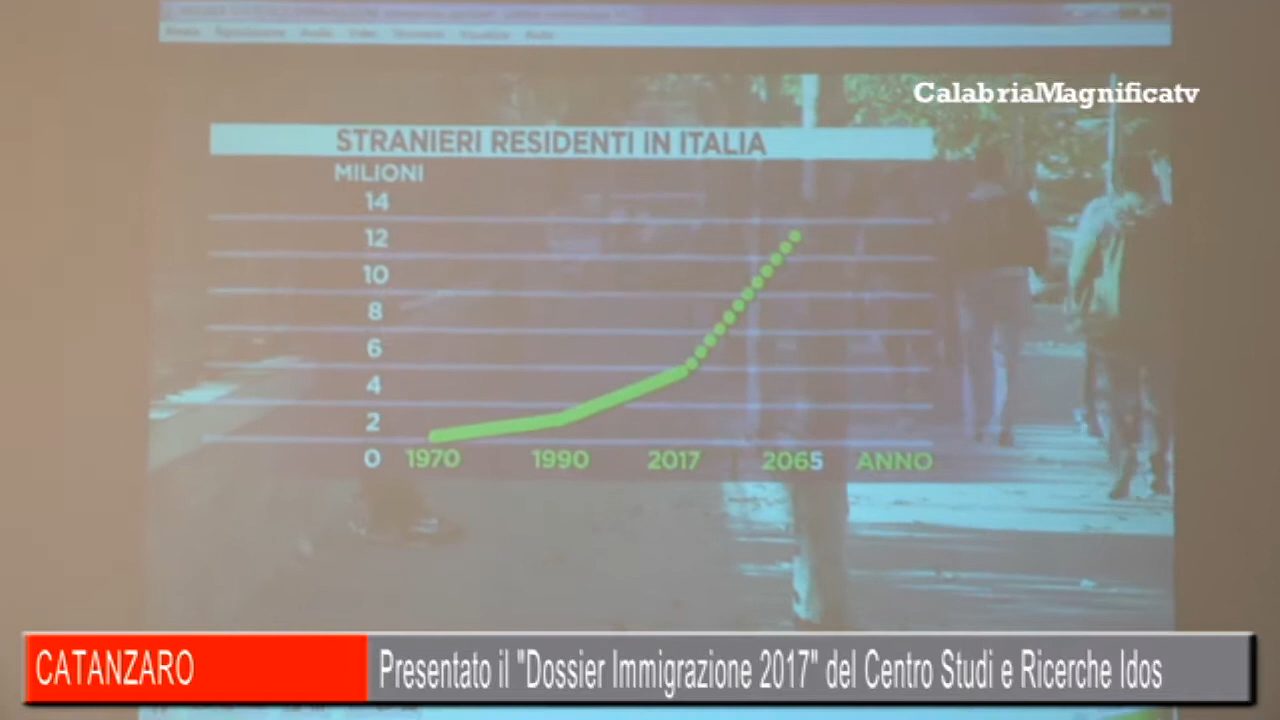 CalabriaMagnificatv
STRANIERI RESIDENTI IN ITALIA
MILIONI
14
12
10
8
6
4
2
0 1970 1990 2017 2065 ANNO
CATANZARO Presentato il "Dossier Immigrazione 2017" del Centro Studi e Ricerche Idos